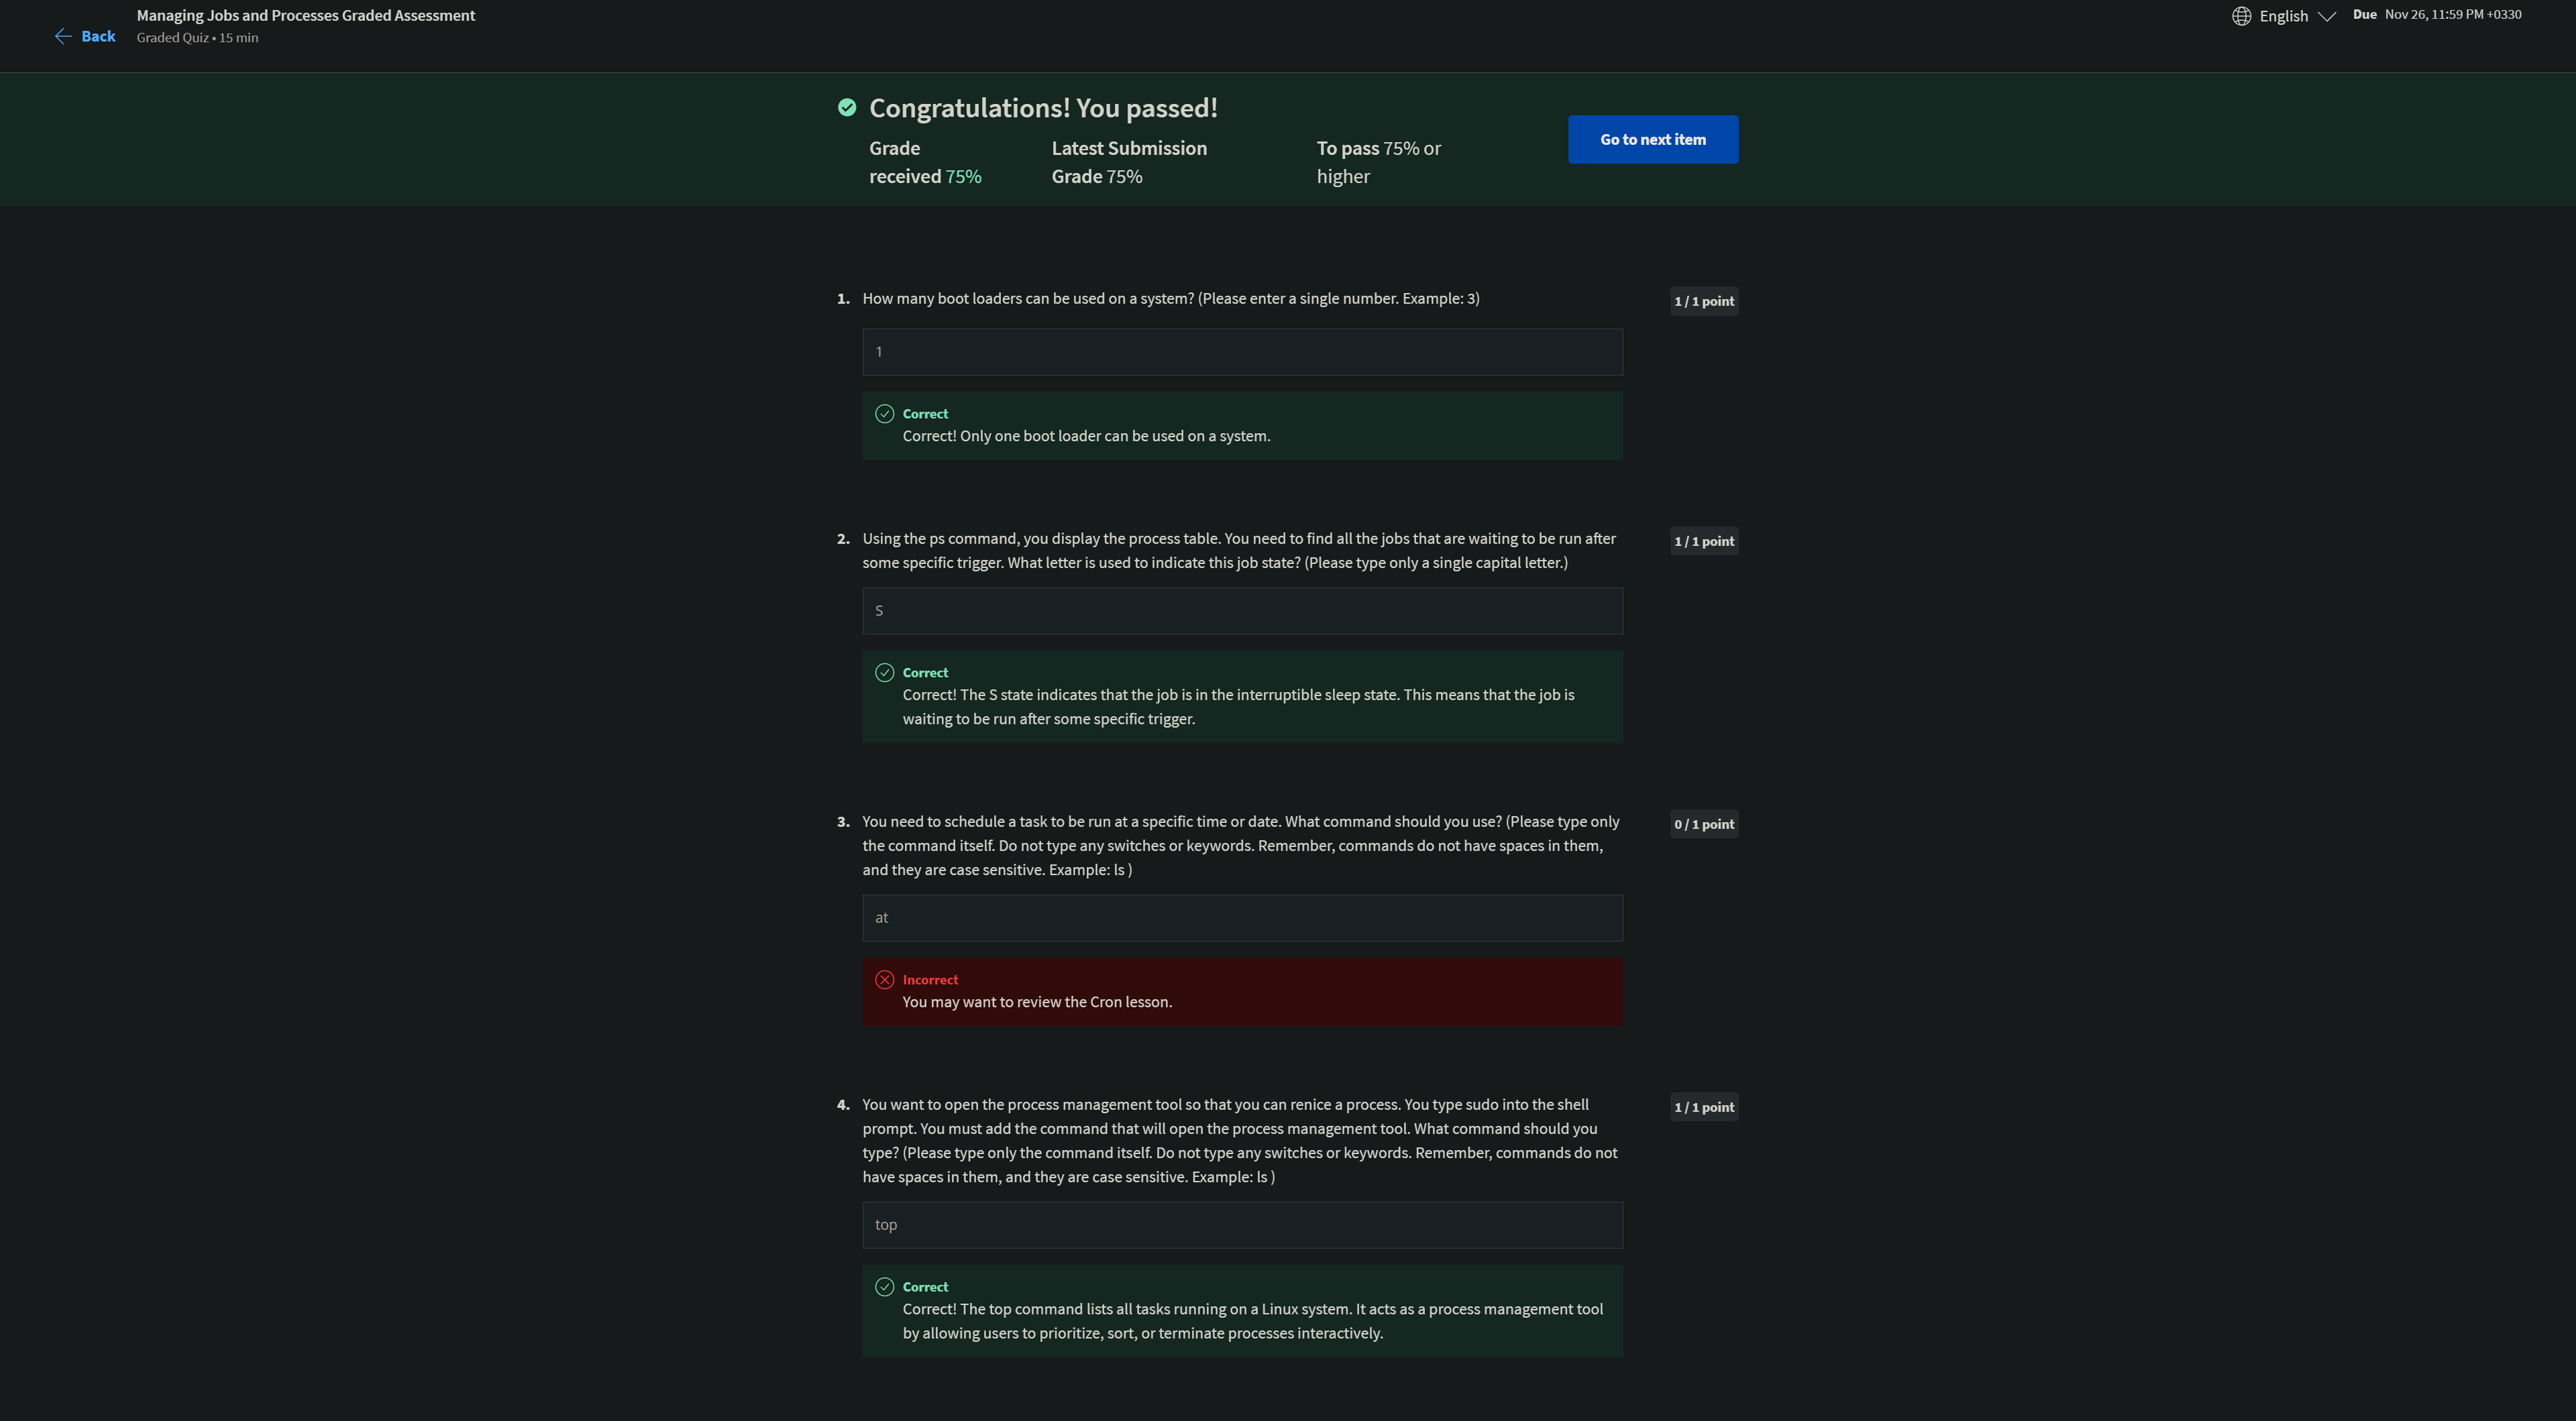 Managing Jobs and Processes Graded Assessment
Back
Graded Quiz • 15 min
English
Due Nov 26, 11:59 PM +0330
Congratulations! You passed!
Grade received 75%
Latest Submission Grade 75%
To pass 75% or higher
Go to next item
1. How many boot loaders can be used on a system? (Please enter a single number. Example: 3)
1 / 1 point
1
Correct
Correct! Only one boot loader can be used on a system.
2. Using the ps command, you display the process table. You need to find all the jobs that are waiting to be run after
some specific trigger. What letter is used to indicate this job state? (Please type only a single capital letter.)
1 / 1 point
S
Correct
Correct! The S state indicates that the job is in the interruptible sleep state. This means that the job is
waiting to be run after some specific trigger.
3. You need to schedule a task to be run at a specific time or date. What command should you use? (Please type only
the command itself. Do not type any switches or keywords. Remember, commands do not have spaces in them,
and they are case sensitive. Example: ls )
0 / 1 point
at
Incorrect
You may want to review the Cron lesson.
4. You want to open the process management tool so that you can renice a process. You type sudo into the shell
prompt. You must add the command that will open the process management tool. What command should you
type? (Please type only the command itself. Do not type any switches or keywords. Remember, commands do not
have spaces in them, and they are case sensitive. Example: ls )
1 / 1 point
top
Correct
Correct! The top command lists all tasks running on a Linux system. It acts as a process management tool
by allowing users to prioritize, sort, or terminate processes interactively.